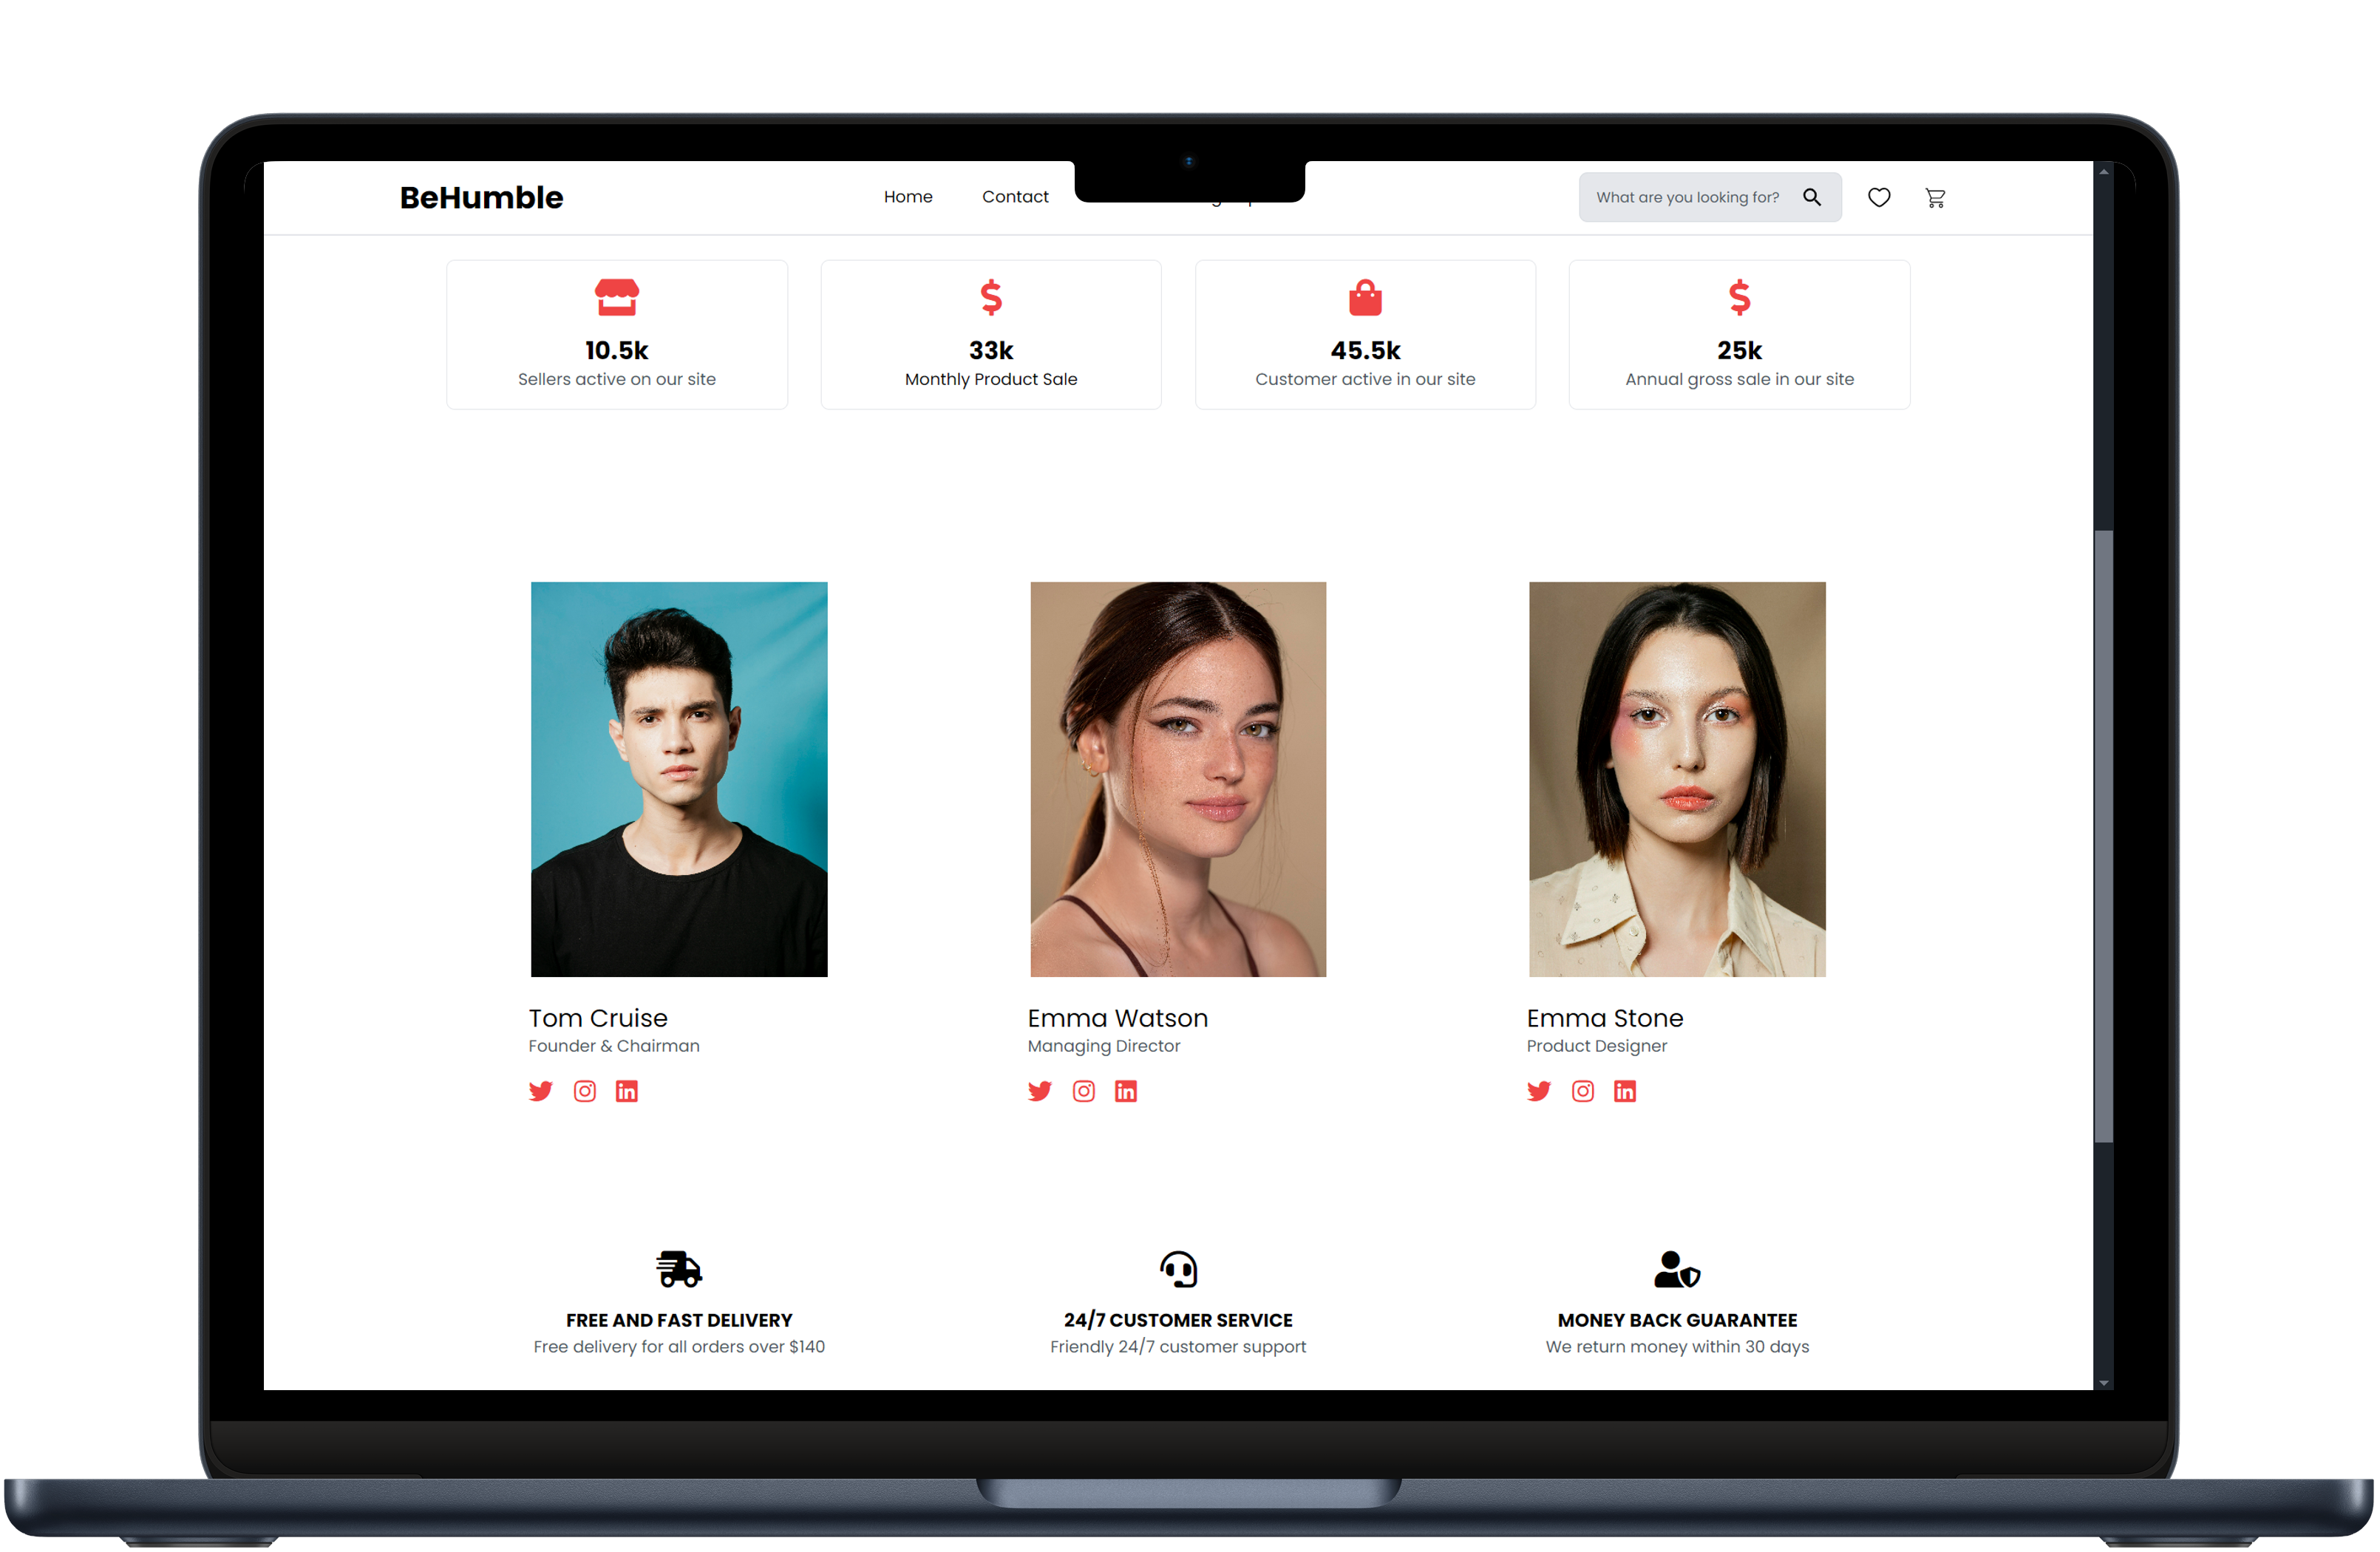 BeHumble
Home
Contact
What are you looking for?
10.5k
Sellers active on our site
33k
Monthly Product Sale
45.5k
Customer active in our site
25k
Annual gross sale in our site
Tom Cruise
Founder & Chairman
Emma Watson
Managing Director
Emma Stone
Product Designer
FREE AND FAST DELIVERY
Free delivery for all orders over $140
24/7 CUSTOMER SERVICE
Friendly 24/7 customer support
MONEY BACK GUARANTEE
We return money within 30 days